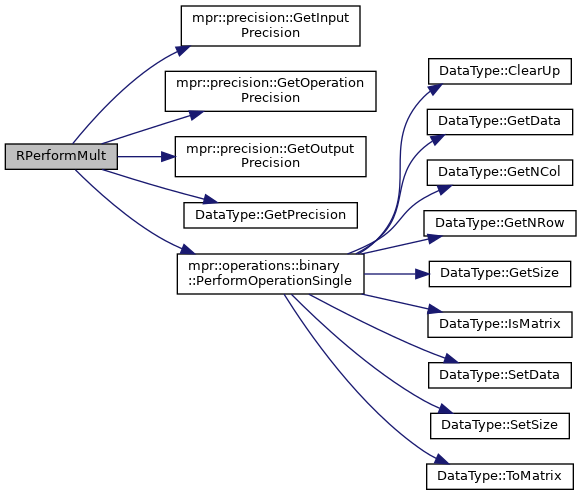 RPerformMult
mpr::precision::GetInput
Precision
mpr::precision::GetOperation
Precision
mpr::precision::GetOutput
Precision
DataType::GetPrecision
mpr::operations::binary
::PerformOperationSingle
DataType::ClearUp
DataType::GetData
DataType::GetNCol
DataType::GetNRow
DataType::GetSize
DataType::IsMatrix
DataType::SetData
DataType::SetSize
DataType::ToMatrix